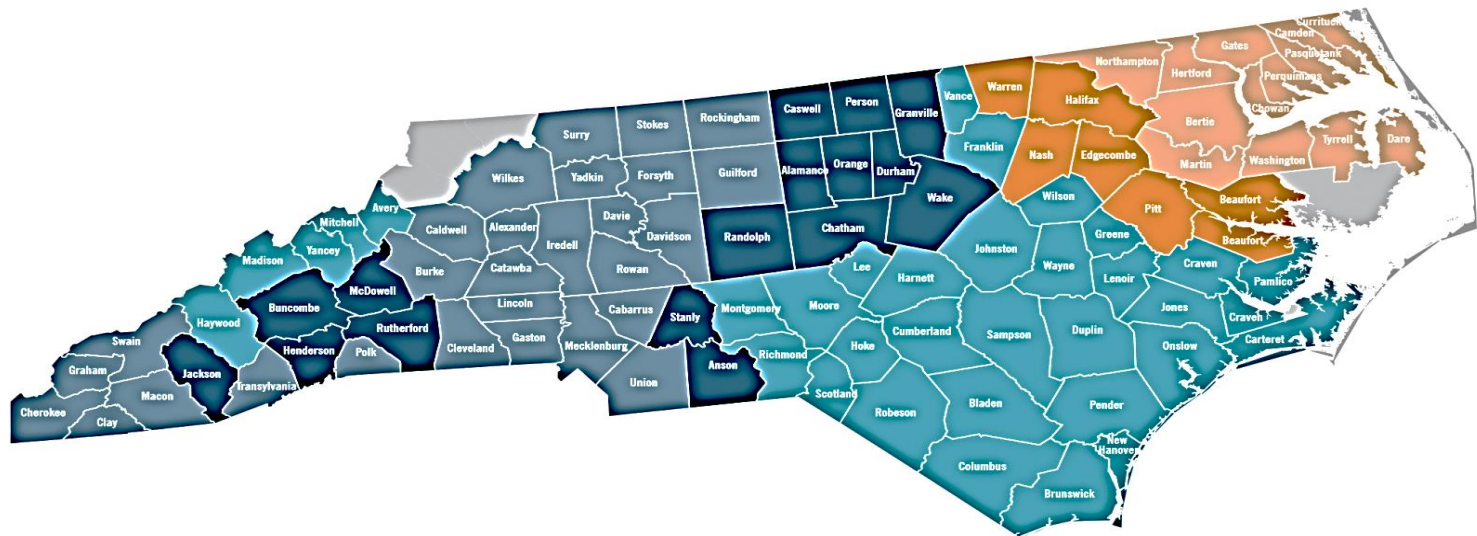 Currituck
Camden
Pasquetank
Gates
Northampton
Hertford
Perquimans
Chowan
Bertie
Warren
Halifax
Vance
Granville
Person
Caswell
Rockingham
Stokes
Surry
Franklin
Nash
Edgecombe
Martin
Washington
Tyrrell
Dare
Wilkes
Yadkin
Forsyth
Guilford
Alamance
Orange
Durham
Wake
Wilson
Pitt
Beaufort
Beaufort
Avery
Mitchell
Yancey
Madison
Caldwell
Alexander
Davie
Iredell
Davidson
Randolph
Chatham
Johnston
Greene
Wayne
Lenoir
Craven
Pamlico
Burke
Catawba
Rowan
Lee
Harnett
McDowell
Buncombe
Haywood
Lincoln
Cabarrus
Stanly
Montgomery
Moore
Jones
Craven
Carteret
Rutherford
Gaston
Cleveland
Mecklenburg
Cumberland
Sampson
Duplin
Onslow
Swain
Graham
Jackson
Henderson
Polk
Transylvania
Macon
Cherokee
Clay
Union
Anson
Richmond
Hoke
Scotland
Robeson
Bladen
Pender
New
Hanover
Columbus
Brunswick